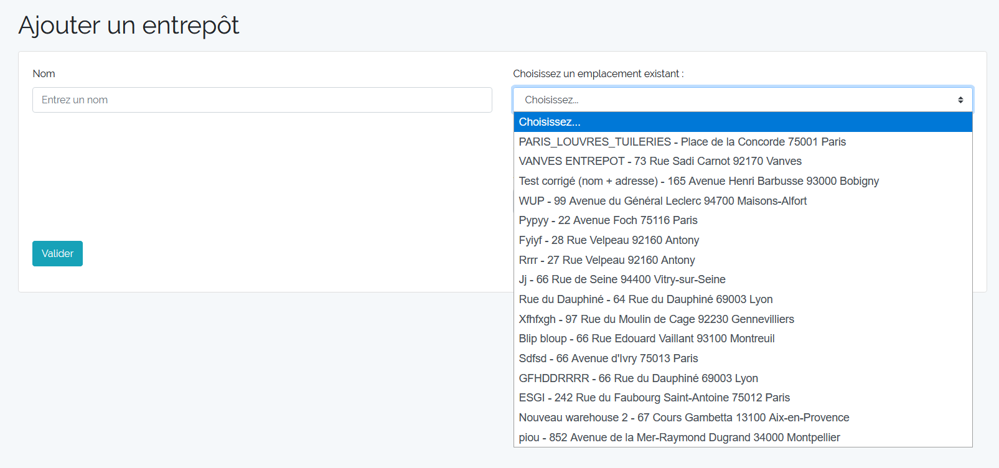 Ajouter un entrepôt
Nom
Entrez un nom
Valider
Choisissez un emplacement existant :
Choisissez...
Choisissez...
PARIS_LOUVRES_TUILERIES - Place de la Concorde 75001 Paris
VANVES ENTREPOT - 73 Rue Sadi Carnot 92170 Vanves
Test corrigé (nom + adresse) - 165 Avenue Henri Barbusse 93000 Bobigny
WUP - 99 Avenue du Général Leclerc 94700 Maisons-Alfort
Pypyy - 22 Avenue Foch 75116 Paris
Fyiyf - 28 Rue Velpeau 92160 Antony
Rrrr - 27 Rue Velpeau 92160 Antony
Jj - 66 Rue de Seine 94400 Vitry-sur-Seine
Rue du Dauphiné - 64 Rue du Dauphiné 69003 Lyon
Xfhfxgh - 97 Rue du Moulin de Cage 92230 Gennevilliers
Blip bloup - 66 Rue Edouard Vaillant 93100 Montreuil
Sdfsd - 66 Avenue d'Ivry 75013 Paris
GFHDDRRRR - 66 Rue du Dauphiné 69003 Lyon
ESGI - 242 Rue du Faubourg Saint-Antoine 75012 Paris
Nouveau warehouse 2 - 67 Cours Gambetta 13100 Aix-en-Provence
piou - 852 Avenue de la Mer-Raymond Dugrand 34000 Montpellier